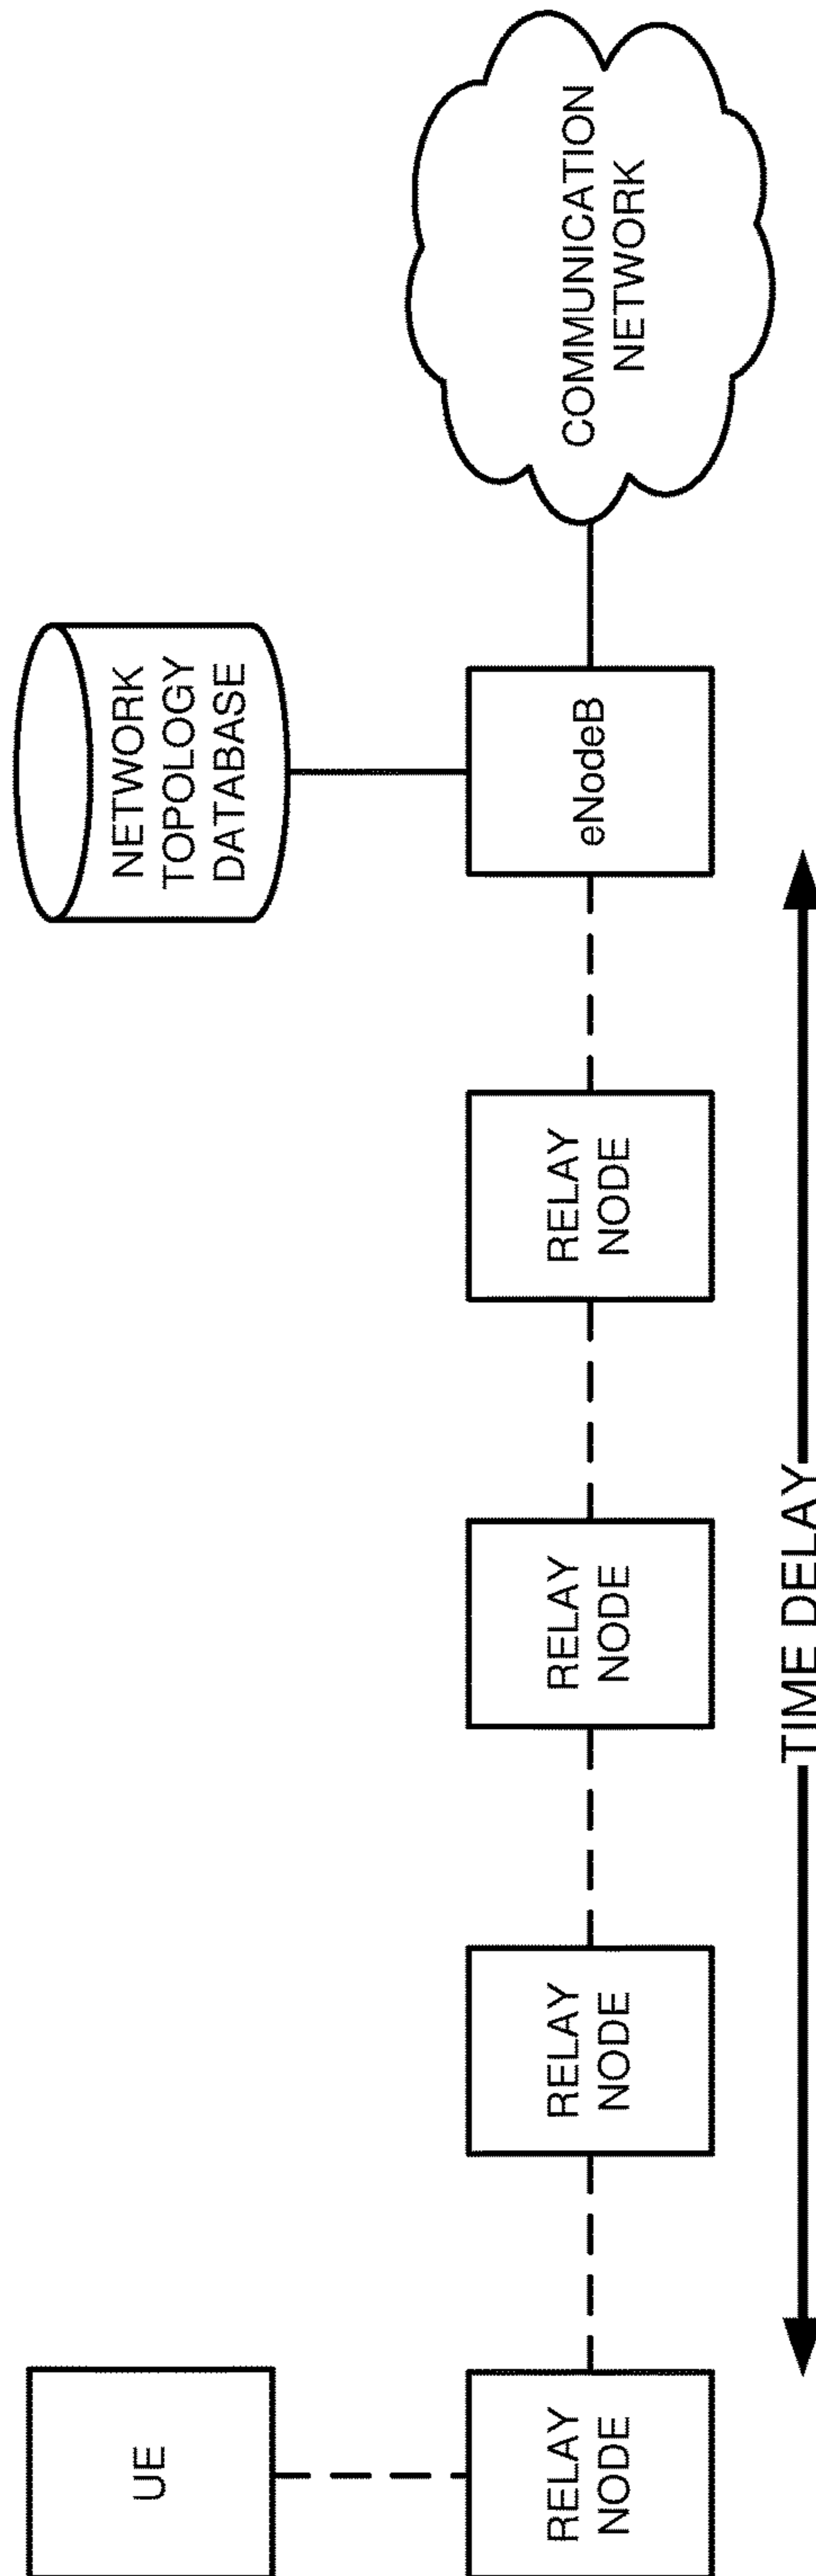 UE
NETWORK
TOPOLOGY
DATABASE
RELAY
NODE
RELAY
NODE
RELAY
NODE
RELAY
NODE
eNodeB
COMMUNICATION
NETWORK
TIME DELAY